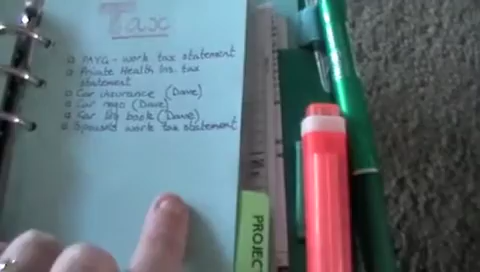 Tax
PAYG - work tax statement
Private Health Ins. tax
statement
Car insurance (Dave)
Car rego (Dave)
Car log book (Dave)
Spouse's work tax statement
PROJEC